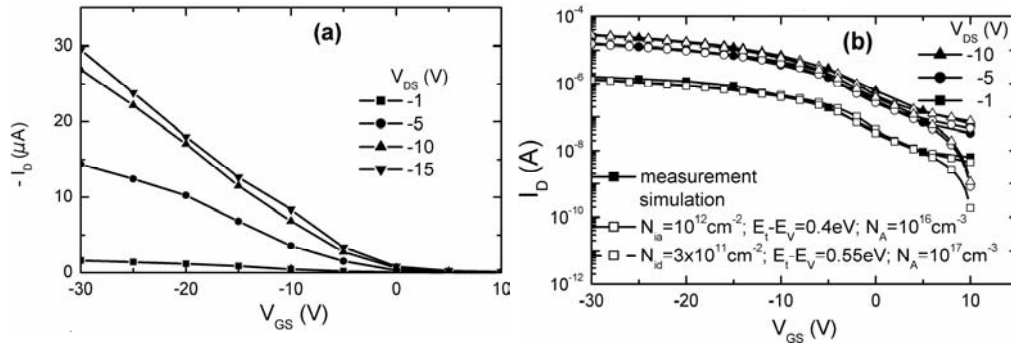 (a)
V_DS (V)
-1
-5
-10
-15
30
20
10
0
- I_D (μA)
-30
-20
-10
0
10
V_GS (V)
(b)
V_DS (V)
-10
-5
-1
10^-4
10^-6
10^-8
10^-10
10^-12
I_D (A)
measurement
simulation
N_ia=10^12cm^-2; E_t-E_V=0.4eV; N_A=10^16cm^-3
N_id=3x10^11cm^-2; E_t-E_V=0.55eV; N_A=10^17cm^-3
-30
-20
-10
0
10
V_GS (V)